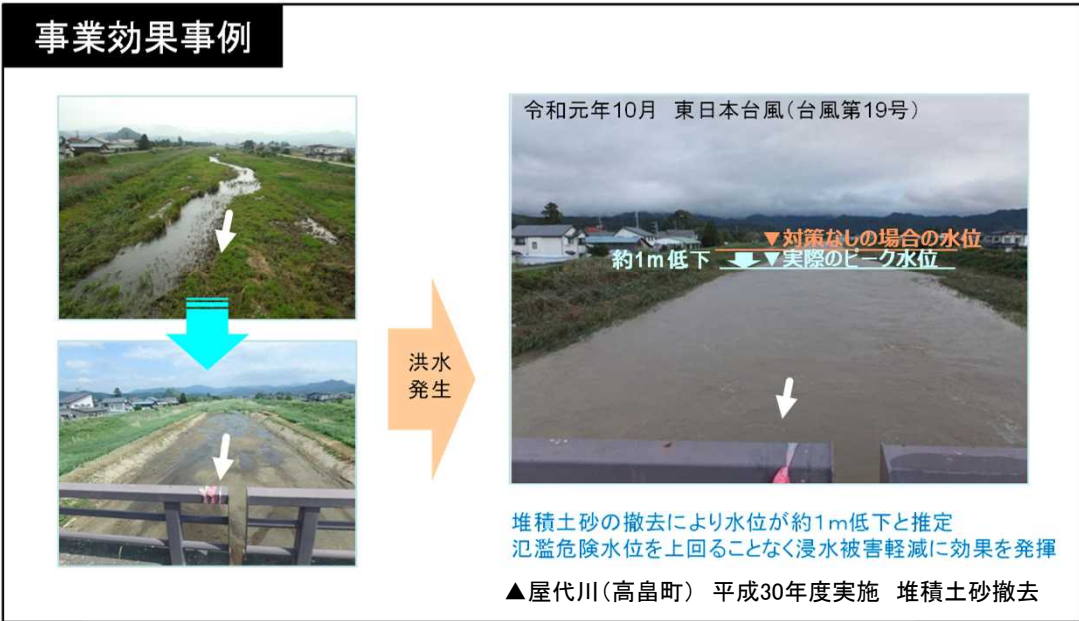 事業効果事例
洪水
発生
令和元年10月 東日本台風(台風第19号)
▼対策なしの場合の水位
約1m低下 ▼実際のピーク水位
堆積土砂の撤去により水位が約1m低下と推定
氾濫危険水位を上回ることなく浸水被害軽減に効果を発揮
▲屋代川(高畠町) 平成30年度実施 堆積土砂撤去